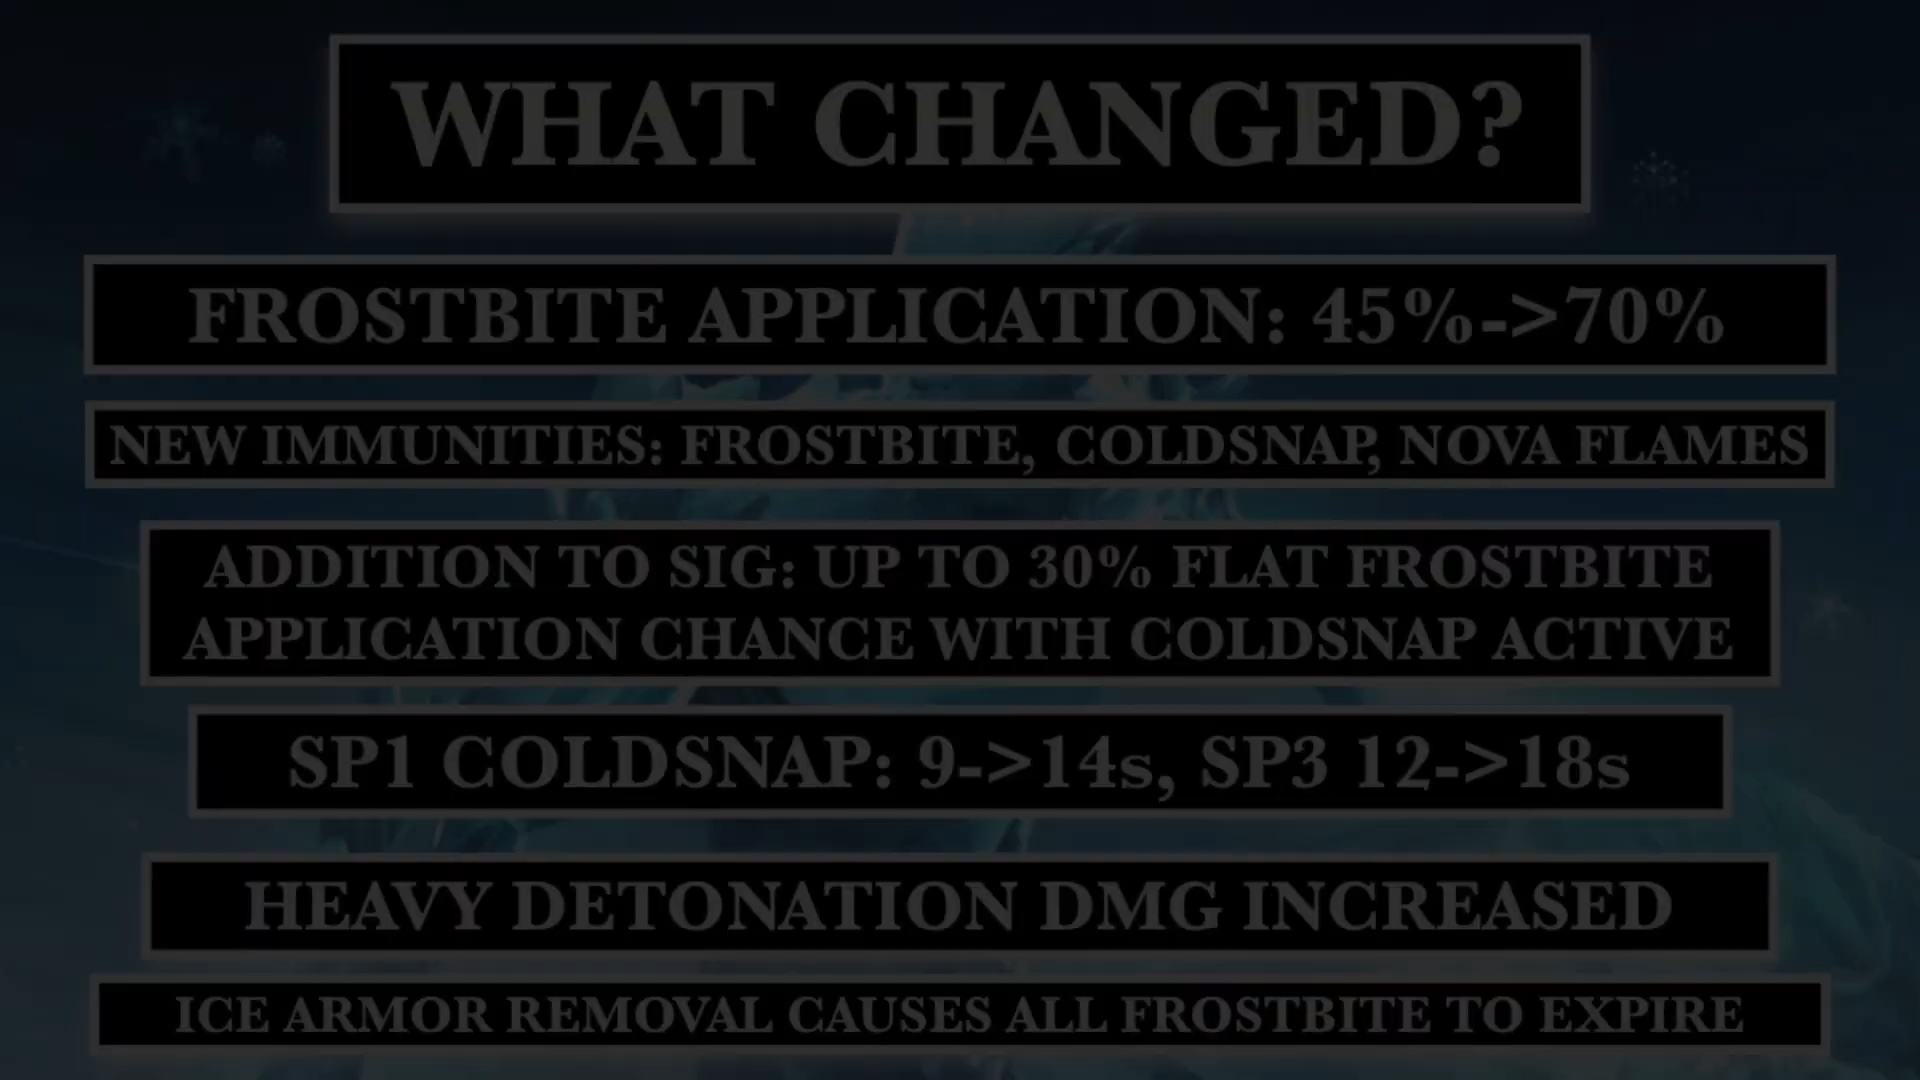 WHAT CHANGED?
FROSTBITE APPLICATION: 45%->70%
NEW IMMUNITIES: FROSTBITE, COLDSNAP, NOVA FLAMES
ADDITION TO SIG: UP TO 30% FLAT FROSTBITE
APPLICATION CHANCE WITH COLDSNAP ACTIVE
SP1 COLDSNAP: 9->14s, SP3 12->18s
HEAVY DETONATION DMG INCREASED
ICE ARMOR REMOVAL CAUSES ALL FROSTBITE TO EXPIRE